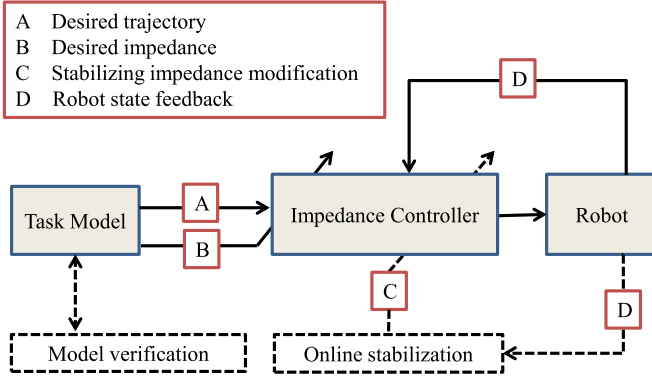 A Desired trajectory
B Desired impedance
C Stabilizing impedance modification
D Robot state feedback
D
Task Model
A
B
Impedance Controller
Robot
C
D
Model verification
Online stabilization